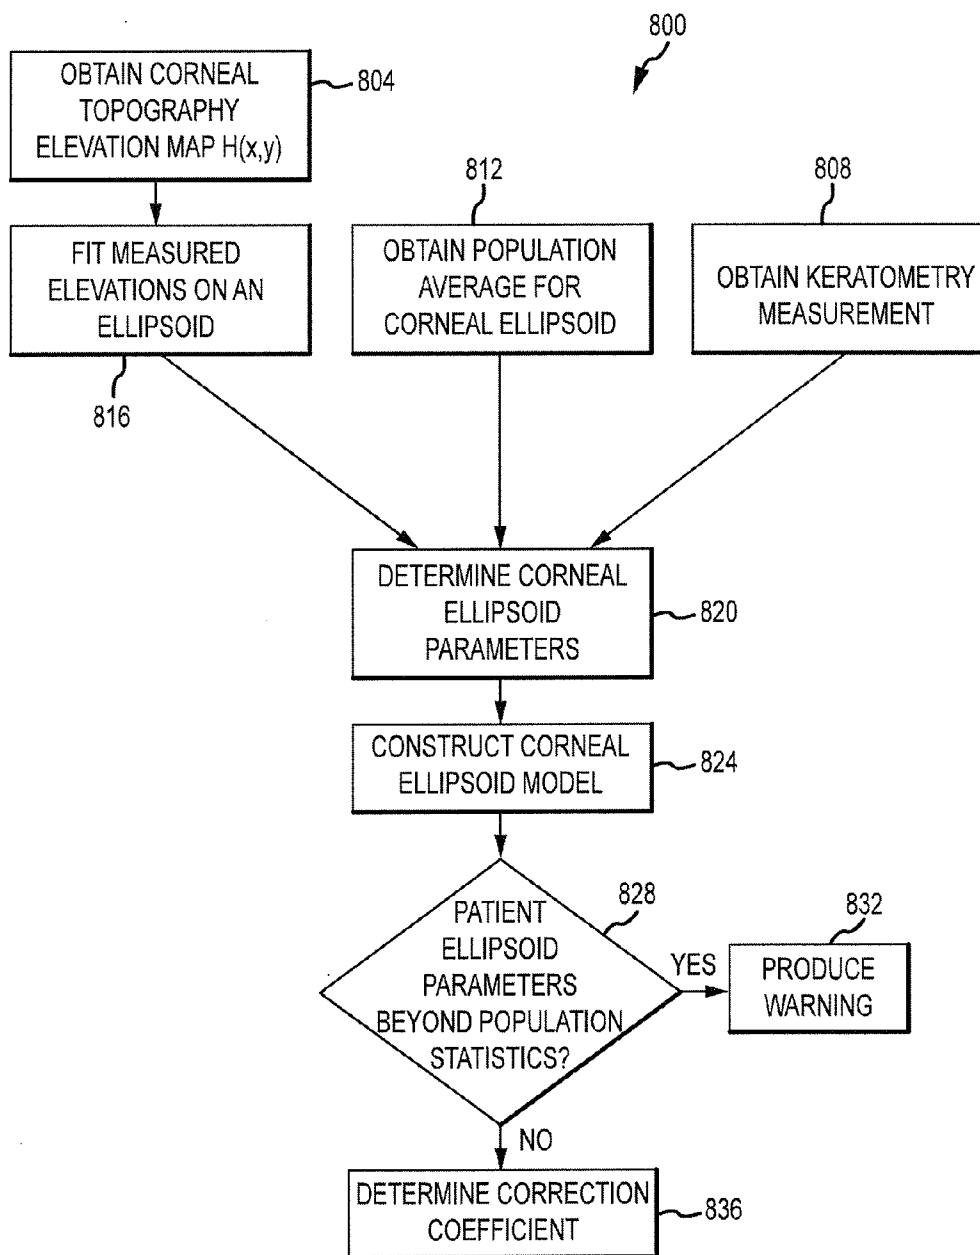 800
OBTAIN CORNEAL
TOPOGRAPHY
ELEVATION MAP H(x,y)
804
812
808
FIT MEASURED
ELEVATIONS ON AN
ELLIPSOID
816
OBTAIN POPULATION
AVERAGE FOR
CORNEAL ELLIPSOID
OBTAIN KERATOMETRY
MEASUREMENT
DETERMINE CORNEAL
ELLIPSOID
PARAMETERS
820
CONSTRUCT CORNEAL
ELLIPSOID MODEL
824
PATIENT
ELLIPSOID
PARAMETERS
BEYOND POPULATION
STATISTICS?
828
YES
832
PRODUCE
WARNING
NO
DETERMINE CORRECTION
COEFFICIENT
836